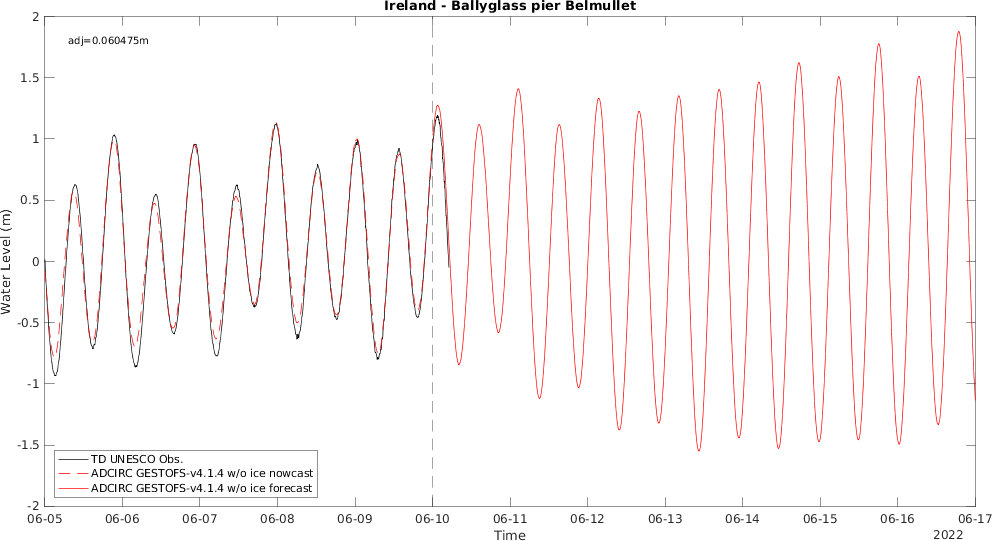 Ireland - Ballyglass pier Belmullet
adj=0.060475m
Water Level (m)
2
1.5
1
0.5
0
-0.5
-1
-1.5
-2
TD UNESCO Obs.
ADCIRC GESTOFS-v4.1.4 w/o ice nowcast
ADCIRC GESTOFS-v4.1.4 w/o ice forecast
06-05 06-06 06-07 06-08 06-09 06-10 06-11 06-12 06-13 06-14 06-15 06-16 06-17
Time
2022